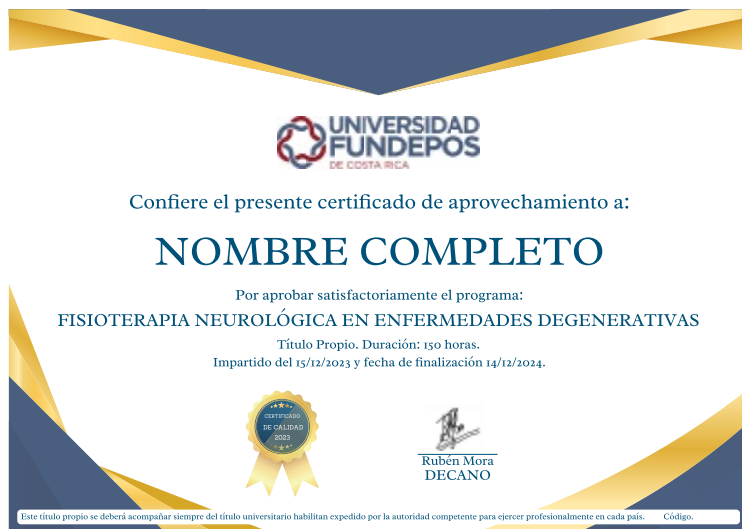 UNIVERSIDAD
FUNDEPOS
DE COSTA RICA
Confiere el presente certificado de aprovechamiento a:
NOMBRE COMPLETO
Por aprobar satisfactoriamente el programa:
FISIOTERAPIA NEUROLÓGICA EN ENFERMEDADES DEGENERATIVAS
Título Propio. Duración: 150 horas.
Impartido del 15/12/2023 y fecha de finalización 14/12/2024.
CERTIFICADO
DE CALIDAD
2023
Rubén Mora
DECANO
Este título propio se deberá acompañar siempre del título universitario habilitan expedido por la autoridad competente para ejercer profesionalmente en cada país. Código.